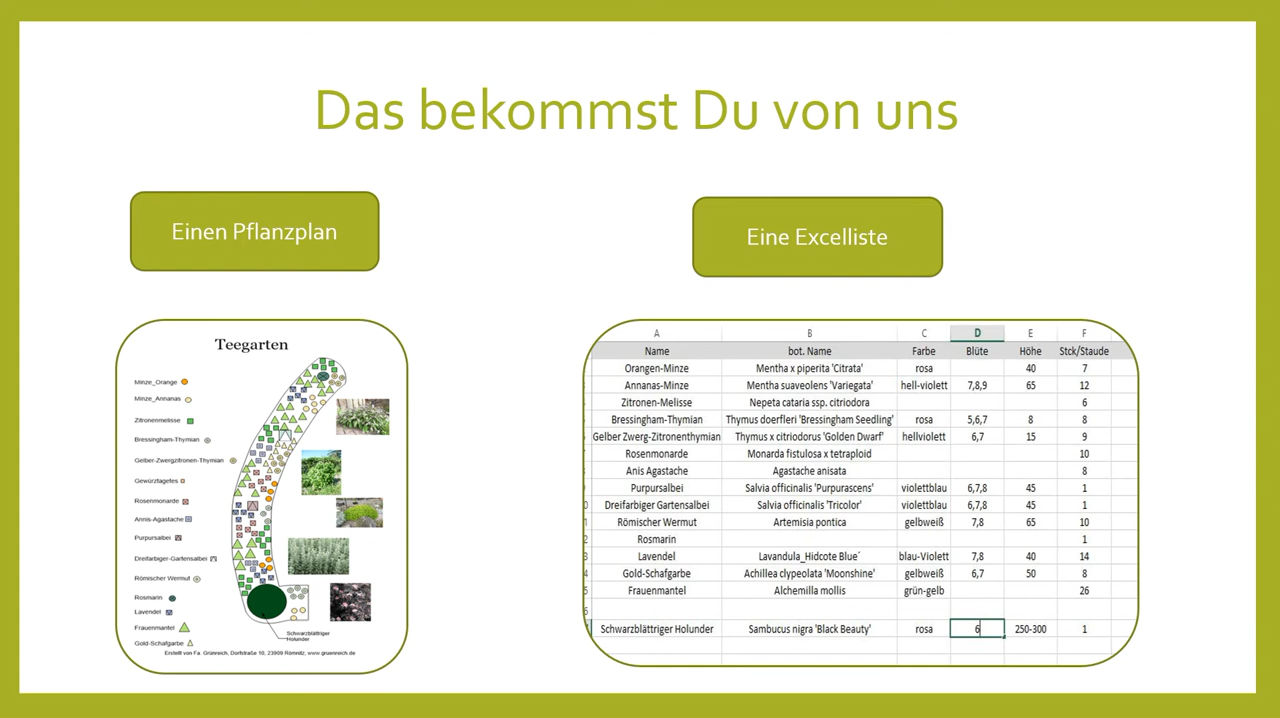 Das bekommst Du von uns
Einen Pflanzplan
Eine Excelliste
Teegarten
Minze_Orange
Minze_Annanas
Zitronenmelisse
Bressingham-Thymian
Gelber-Zwergzitronen-Thymian
Gewürztagetes
Rosenmonarde
Annis-Agastache
Purpursalbei
Dreifarbiger-Gartensalbei
Römischer Wermut
Rosmarin
Lavendel
Frauenmantel
Gold-Schafgarbe
Schwarzblättriger
Holunder
Erstellt von Fa. Grünreich, Dorfstraße 10, 23909 Römnitz, www.gruenreich.de
A B C D E F
Name bot. Name Farbe Blüte Höhe Stck/Staude
Orangen-Minze Mentha x piperita 'Citrata' rosa 40 7
Annanas-Minze Mentha suaveolens 'Variegata' hell-violett 7,8,9 65 12
Zitronen-Melisse Nepeta cataria ssp. citriodora 6
Bressingham-Thymian Thymus doerfleri 'Bressingham Seedling' rosa 5,6,7 8 8
Gelber Zwerg-Zitronenthymian Thymus x citriodorus 'Golden Dwarf' hellviolett 6,7 15 9
Rosenmonarde Monarda fistulosa x tetraploid 10
Anis Agastache Agastache anisata 8
Purpursalbei Salvia officinalis 'Purpurascens' violettblau 6,7,8 45 1
Dreifarbiger Gartensalbei Salvia officinalis 'Tricolor' violettblau 6,7,8 45 1
Römischer Wermut Artemisia pontica gelbweiß 7,8 65 10
Rosmarin 1
Lavendel Lavandula_Hidcote Blue´ blau-Violett 7,8 40 14
Gold-Schafgarbe Achillea clypeolata 'Moonshine' gelbweiß 6,7 50 8
Frauenmantel Alchemilla mollis grün-gelb 26
Schwarzblättriger Holunder Sambucus nigra 'Black Beauty' rosa 6 250-300 1